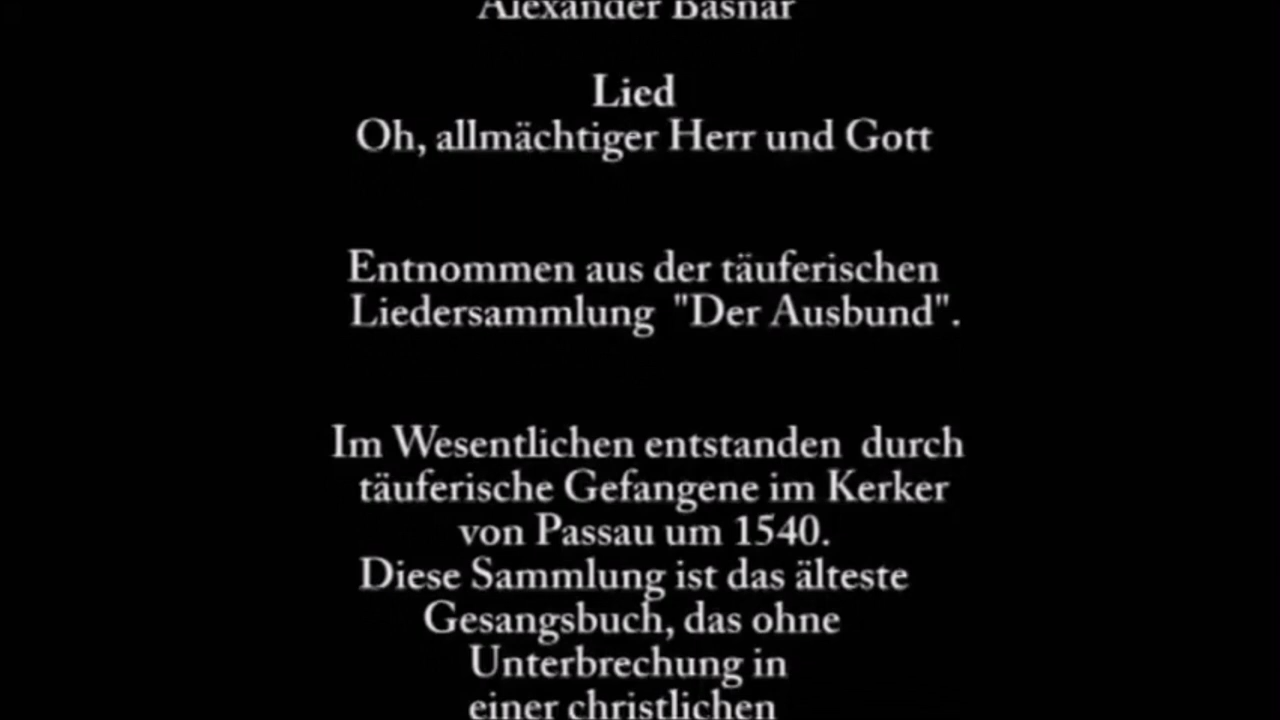 Alexander Basnar
Lied
Oh, allmächtiger Herr und Gott
Entnommen aus der täuferischen
Liedersammlung "Der Ausbund".
Im Wesentlichen entstanden durch
täuferische Gefangene im Kerker
von Passau um 1540.
Diese Sammlung ist das älteste
Gesangsbuch, das ohne
Unterbrechung in
einer christlichen